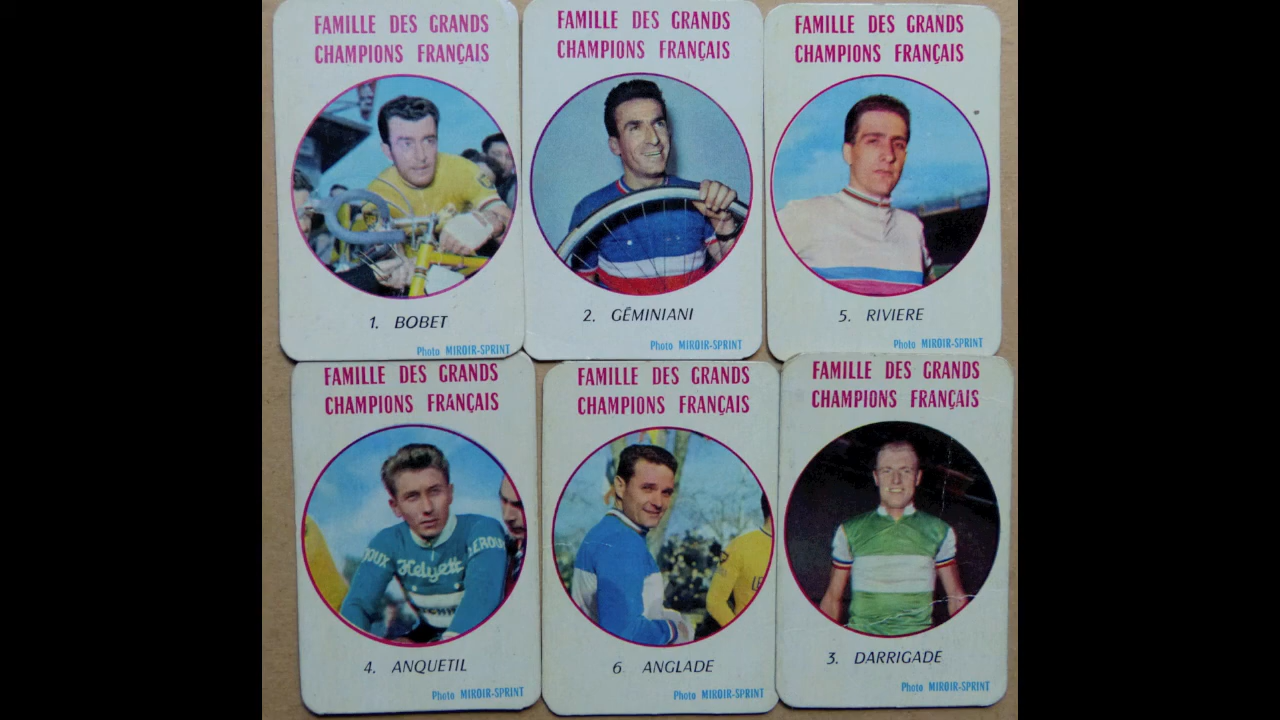 FAMILLE DES GRANDS
CHAMPIONS FRANÇAIS
1. BOBET
Photo MIROIR-SPRINT
FAMILLE DES GRANDS
CHAMPIONS FRANÇAIS
2. GÉMINIANI
Photo MIROIR-SPRINT
FAMILLE DES GRANDS
CHAMPIONS FRANÇAIS
5. RIVIERE
Photo MIROIR-SPRINT
FAMILLE DES GRANDS
CHAMPIONS FRANÇAIS
Helyett
4. ANQUETIL
Photo MIROIR-SPRINT
FAMILLE DES GRANDS
CHAMPIONS FRANÇAIS
6. ANGLADE
Photo MIROIR-SPRINT
FAMILLE DES GRANDS
CHAMPIONS FRANÇAIS
3. DARRIGADE
Photo MIROIR-SPRINT